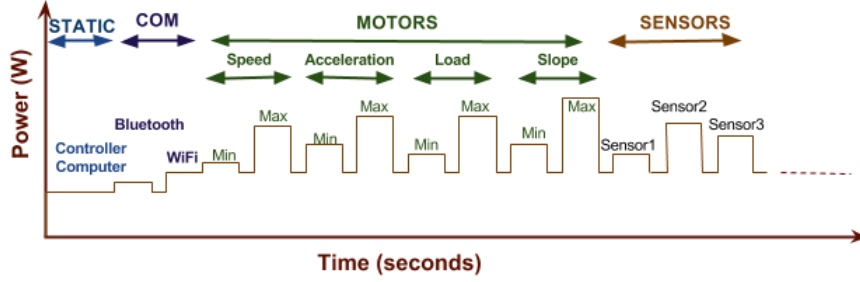 STATIC COM MOTORS SENSORS
Speed Acceleration Load Slope
Power (W)
Max Max Max Max Sensor2
Bluetooth Sensor3
Controller
Computer
WiFi Min Min Min Min Sensor1
Time (seconds)